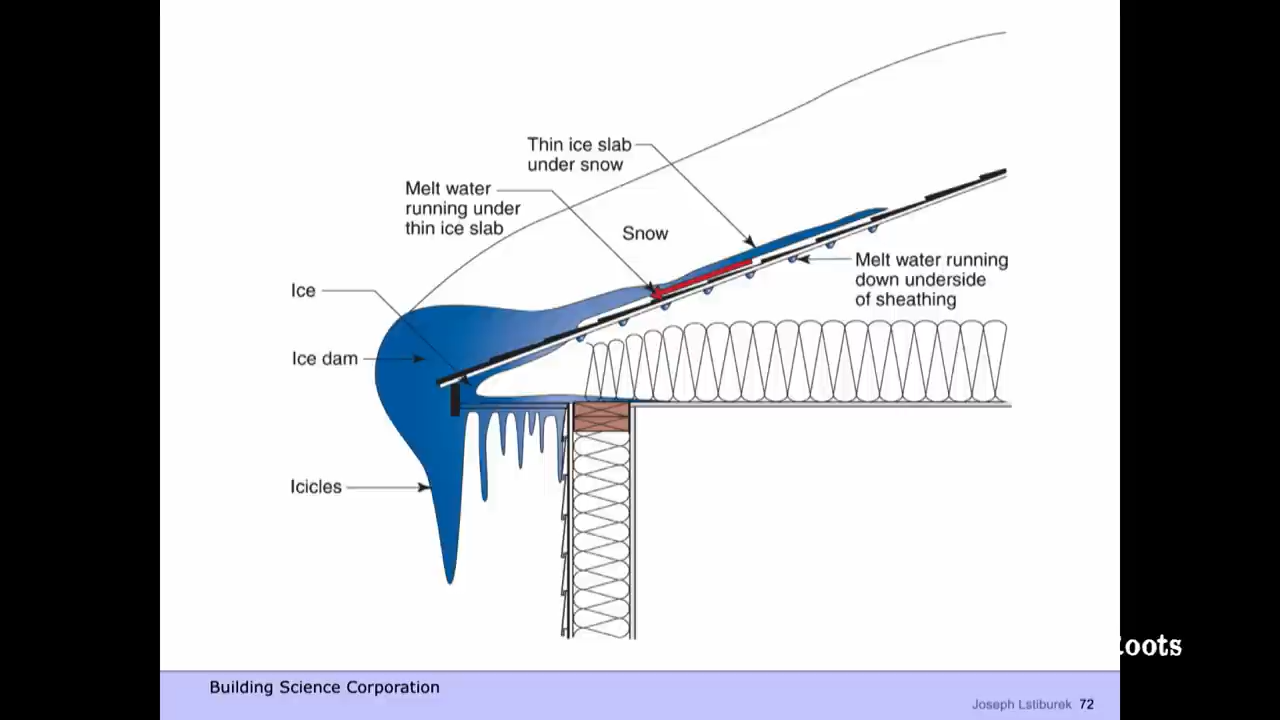 Thin ice slab
under snow
Melt water
running under
thin ice slab
Snow
Melt water running
down underside
of sheathing
Ice
Ice dam
Icicles
Building Science Corporation
Joseph Lstiburek 72